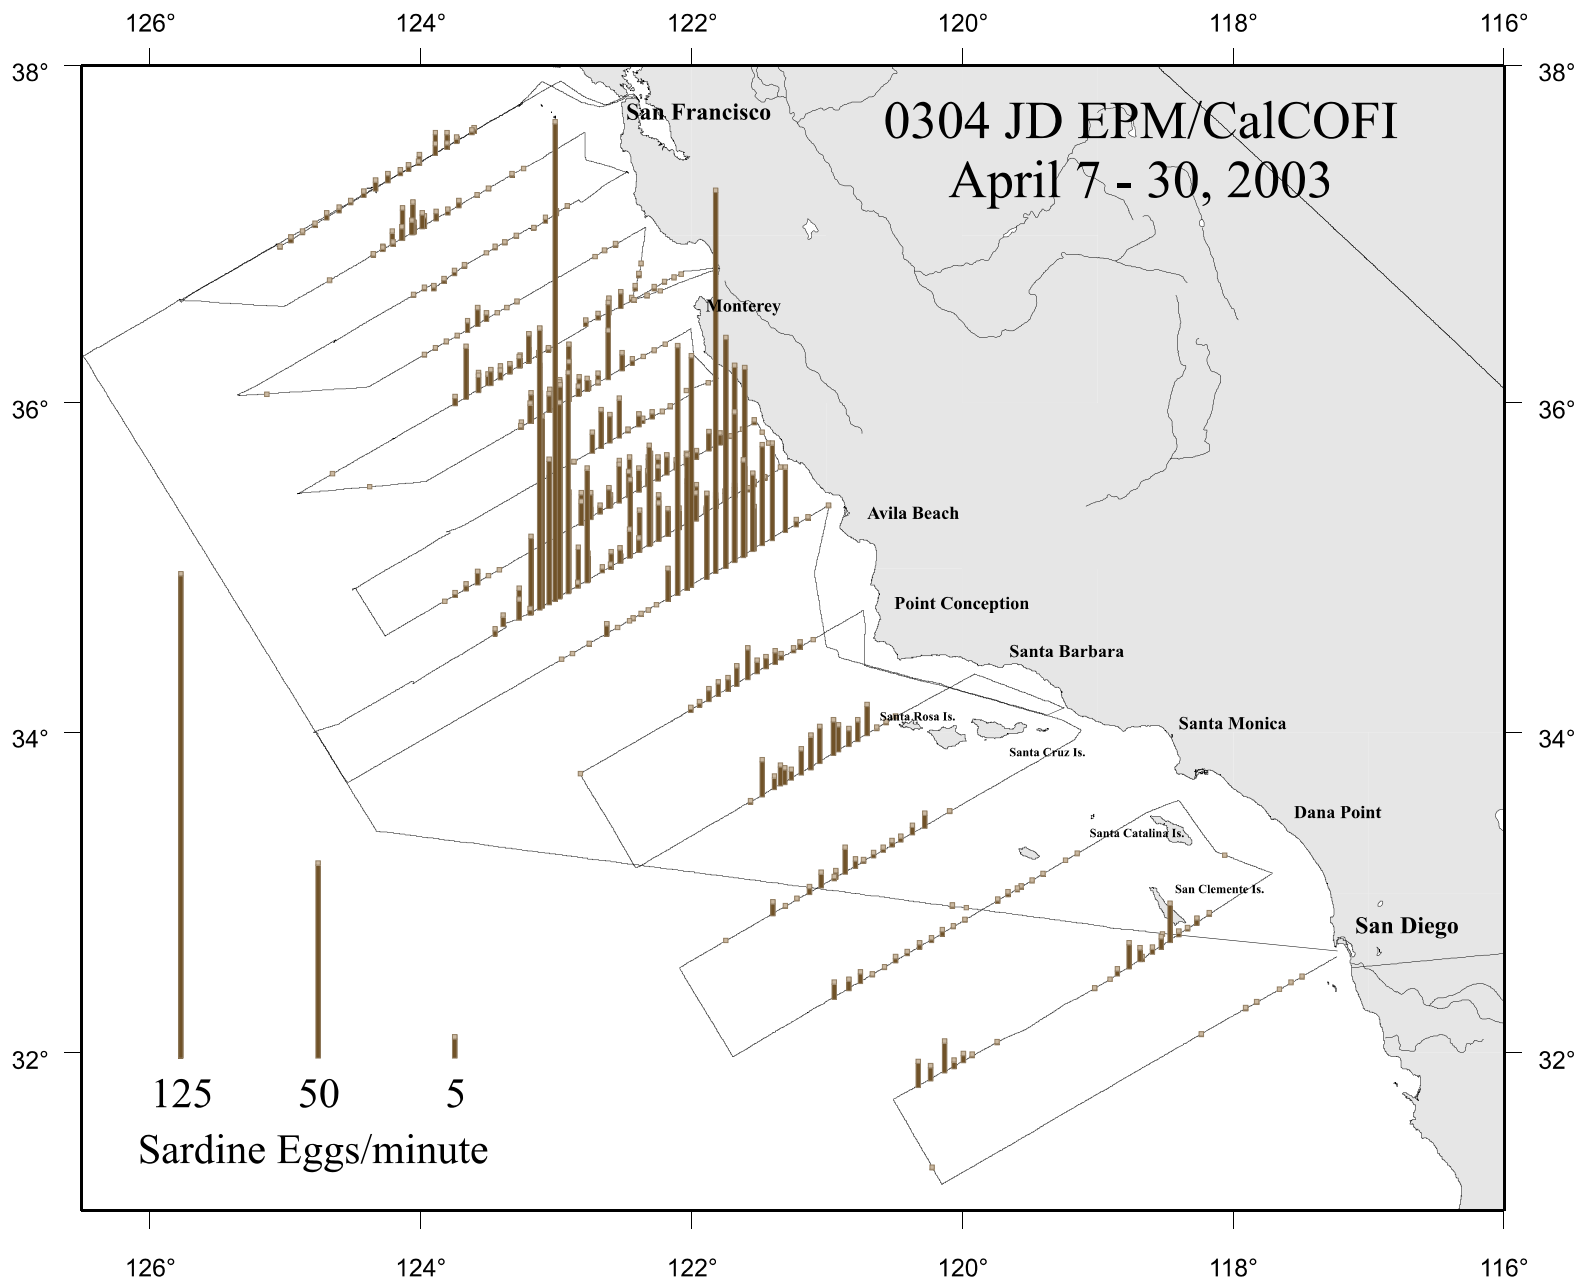 126° 124° 122° 120° 118° 116°
38° 38°
San Francisco
0304 JD EPM/CalCOFI
April 7 - 30, 2003
Monterey
36° 36°
Avila Beach
Point Conception
Santa Barbara
Santa Rosa Is.
Santa Monica
34° 34°
Santa Cruz Is.
Dana Point
Santa Catalina Is.
San Clemente Is.
San Diego
32° 32°
125 50 5
Sardine Eggs/minute
126° 124° 122° 120° 118° 116°